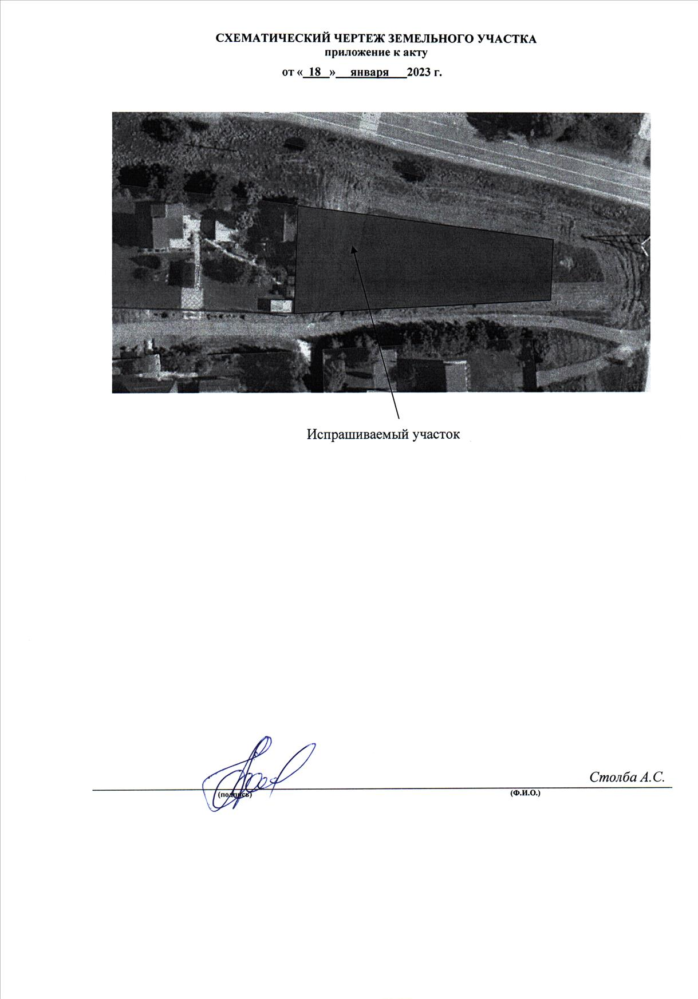 СХЕМАТИЧЕСКИЙ ЧЕРТЕЖ ЗЕМЕЛЬНОГО УЧАСТКА
приложение к акту
от « 18 » января 2023 г.
Испрашиваемый участок
Столба А.С.
(подпись) (Ф.И.О.)